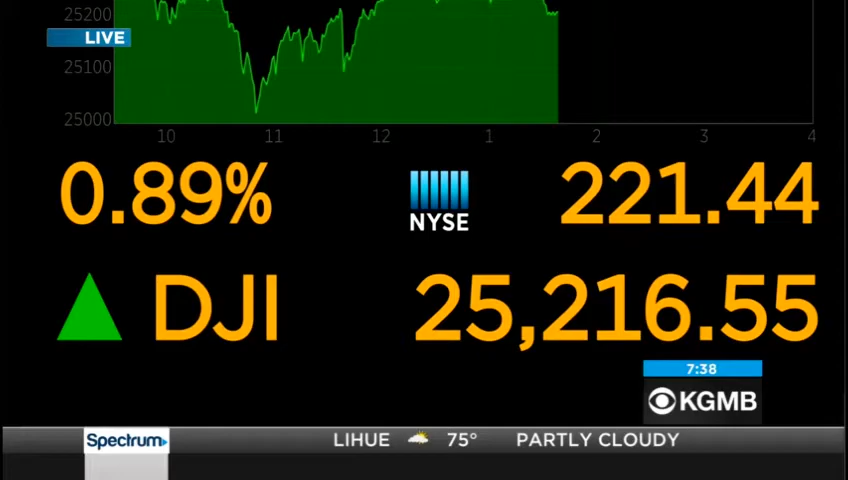 25200
LIVE
25100
25000
10 11 12 1 2 3 4
0.89% NYSE 221.44
DJI 25,216.55
7:38
KGMB
Spectrum LIHUE 75° PARTLY CLOUDY